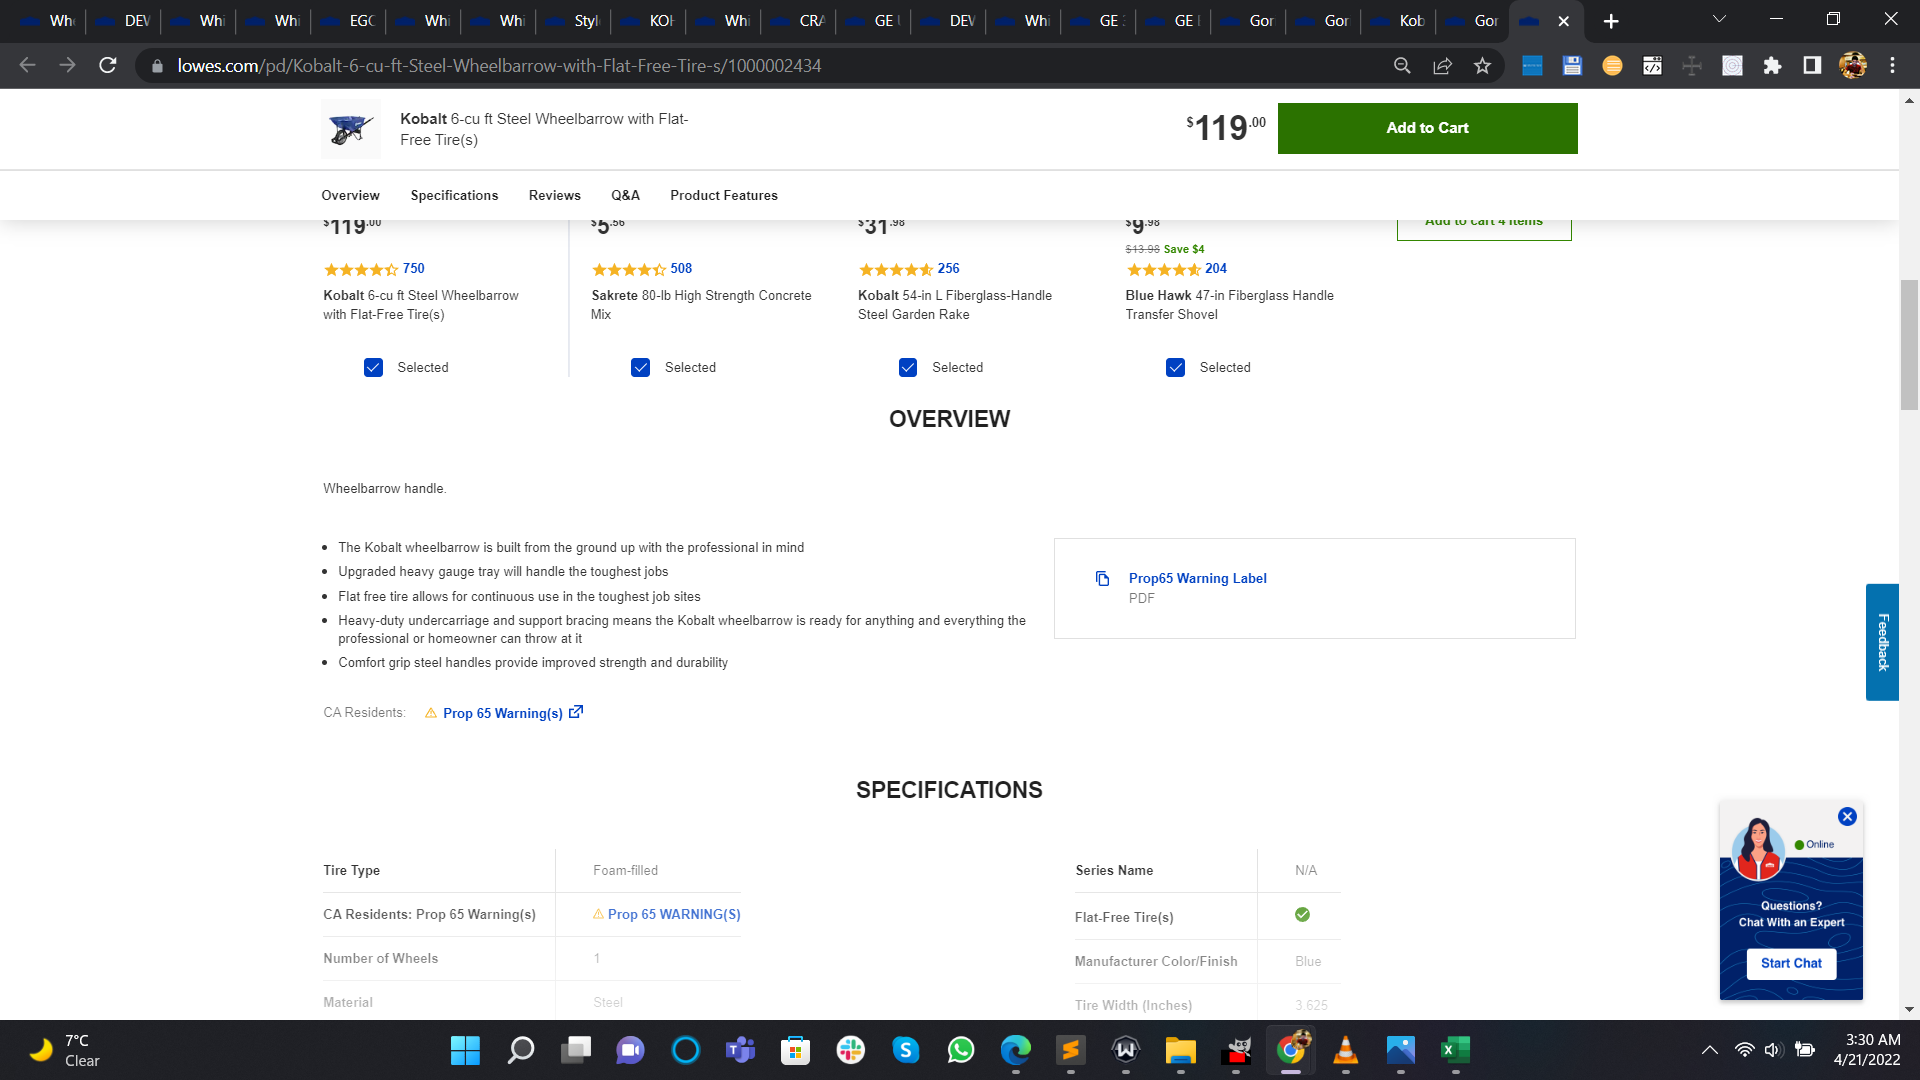 Whe
DEV
Whi
Whi
EGO
Whi
Whi
Style
KOH
Whi
CRA
GE
DEV
Whi
GE
GE
Gor
Gor
Kob
Gor
lowes.com/pd/Kobalt-6-cu-ft-Steel-Wheelbarrow-with-Flat-Free-Tire-s/1000002434
Kobalt 6-cu ft Steel Wheelbarrow with Flat-
Free Tire(s)
$119.00
Add to Cart
Overview Specifications Reviews Q&A Product Features
$119.00 $5.56 $31.98 $9.98 Add to cart 4 items
$13.98 Save $4
750 508 256 204
Kobalt 6-cu ft Steel Wheelbarrow
with Flat-Free Tire(s)
Sakrete 80-lb High Strength Concrete
Mix
Kobalt 54-in L Fiberglass-Handle
Steel Garden Rake
Blue Hawk 47-in Fiberglass Handle
Transfer Shovel
Selected Selected Selected Selected
OVERVIEW
Wheelbarrow handle.
The Kobalt wheelbarrow is built from the ground up with the professional in mind
Upgraded heavy gauge tray will handle the toughest jobs
Flat free tire allows for continuous use in the toughest job sites
Heavy-duty undercarriage and support bracing means the Kobalt wheelbarrow is ready for anything and everything the
professional or homeowner can throw at it
Comfort grip steel handles provide improved strength and durability
Prop65 Warning Label
PDF
Feedback
CA Residents: Prop 65 Warning(s)
SPECIFICATIONS
Tire Type Foam-filled
CA Residents: Prop 65 Warning(s) Prop 65 WARNING(S)
Number of Wheels 1
Material Steel
Series Name N/A
Flat-Free Tire(s)
Manufacturer Color/Finish Blue
Tire Width (Inches) 3.625
Online
Questions?
Chat With an Expert
Start Chat
7°C
Clear
3:30 AM
4/21/2022